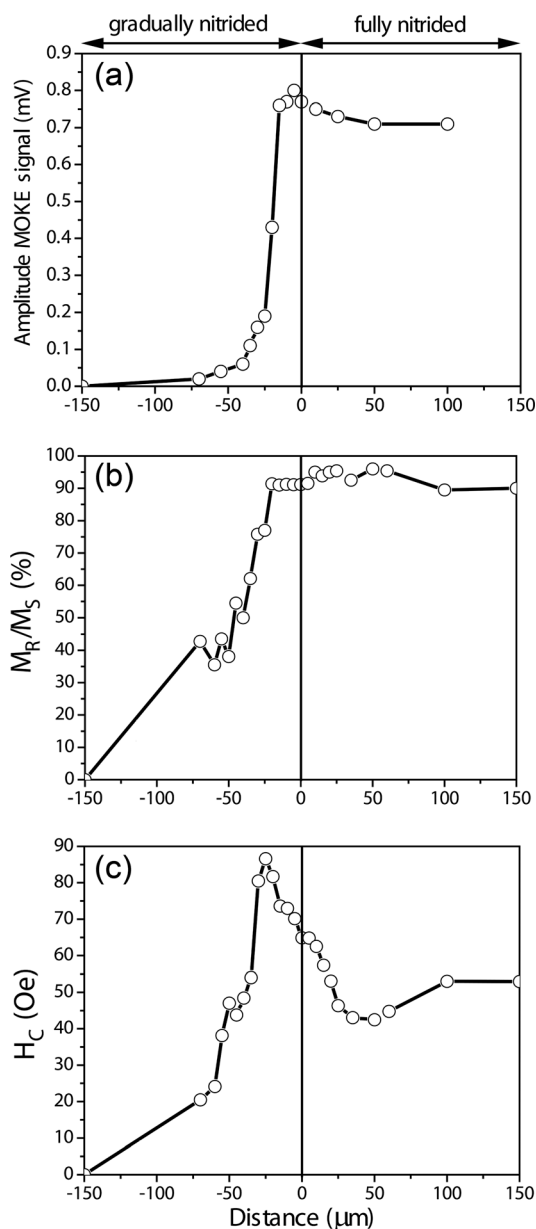 gradually nitrided fully nitrided
(a)
Amplitude MOKE signal (mV)
0.9
0.8
0.7
0.6
0.5
0.4
0.3
0.2
0.1
0.0
-150 -100 -50 0 50 100 150
(b)
M_R/M_S (%)
100
90
80
70
60
50
40
30
20
10
0
-150 -100 -50 0 50 100 150
(c)
H_C (Oe)
90
80
70
60
50
40
30
20
10
0
-150 -100 -50 0 50 100 150
Distance (μm)